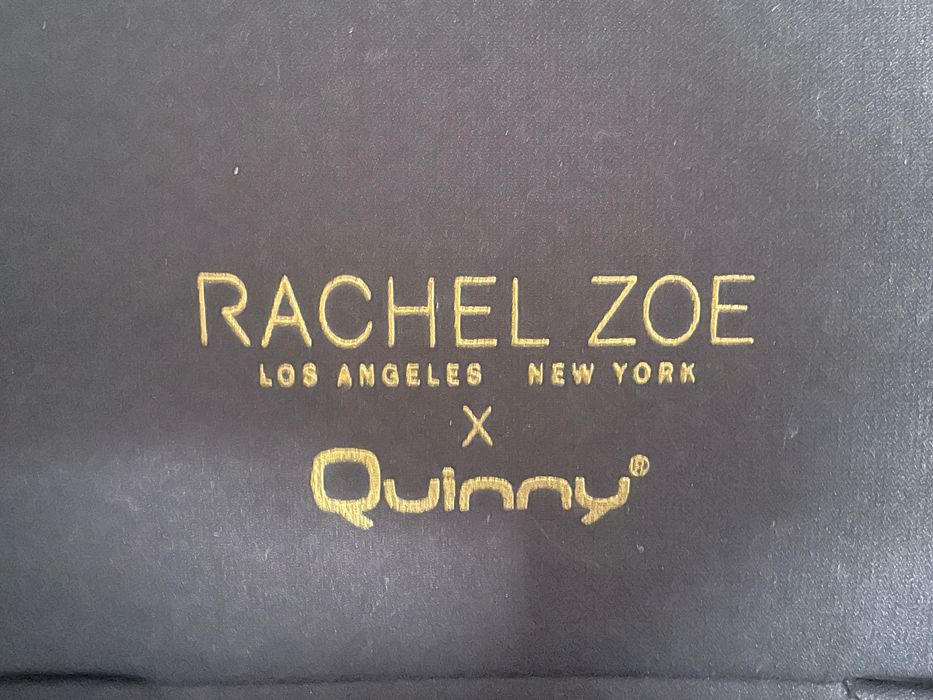 RACHEL ZOE
LOS ANGELES NEW YORK
X
Quinny®